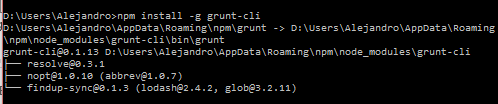 D:\Users\Alejandro>npm install -g grunt-cli
D:\Users\Alejandro\AppData\Roaming\npm\grunt -> D:\Users\Alejandro\AppData\Roaming
\npm\node_modules\grunt-cli\bin\grunt
grunt-cli@0.1.13 D:\Users\Alejandro\AppData\Roaming\npm\node_modules\grunt-cli
├── resolve@0.3.1
├── nopt@1.0.10 (abbrev@1.0.7)
└── findup-sync@0.1.3 (lodash@2.4.2, glob@3.2.11)